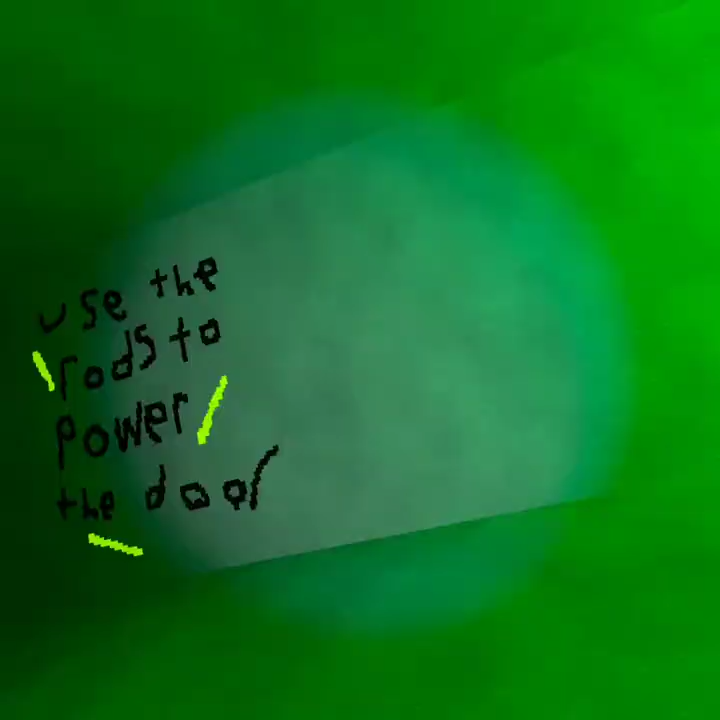 use the
rods to
power
the door